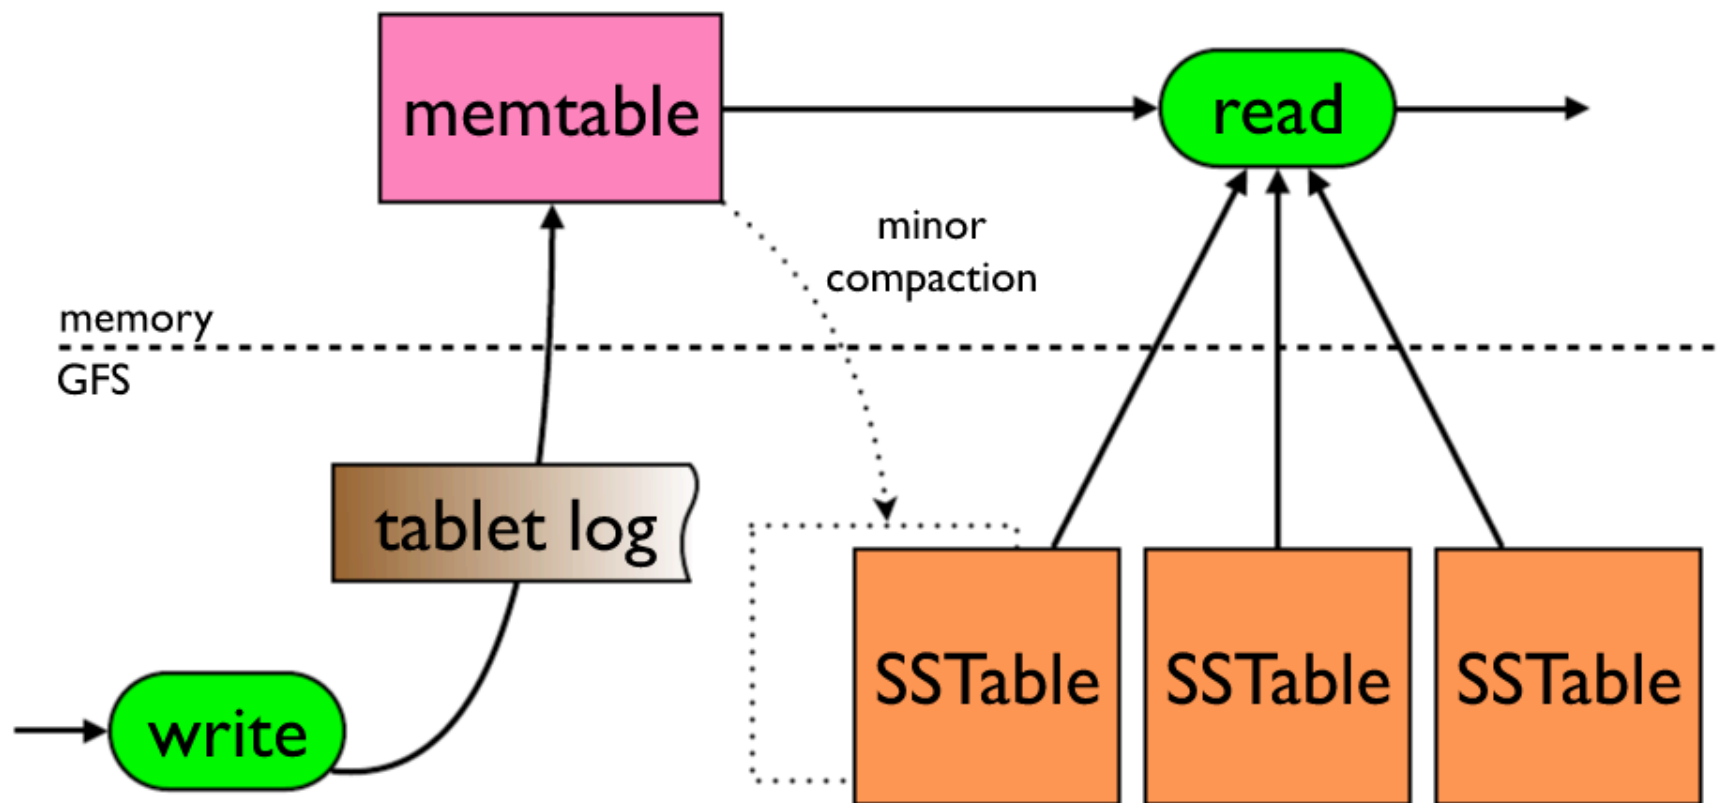 memtable
read
minor
compaction
memory
GFS
tablet log
SSTable
SSTable
SSTable
write